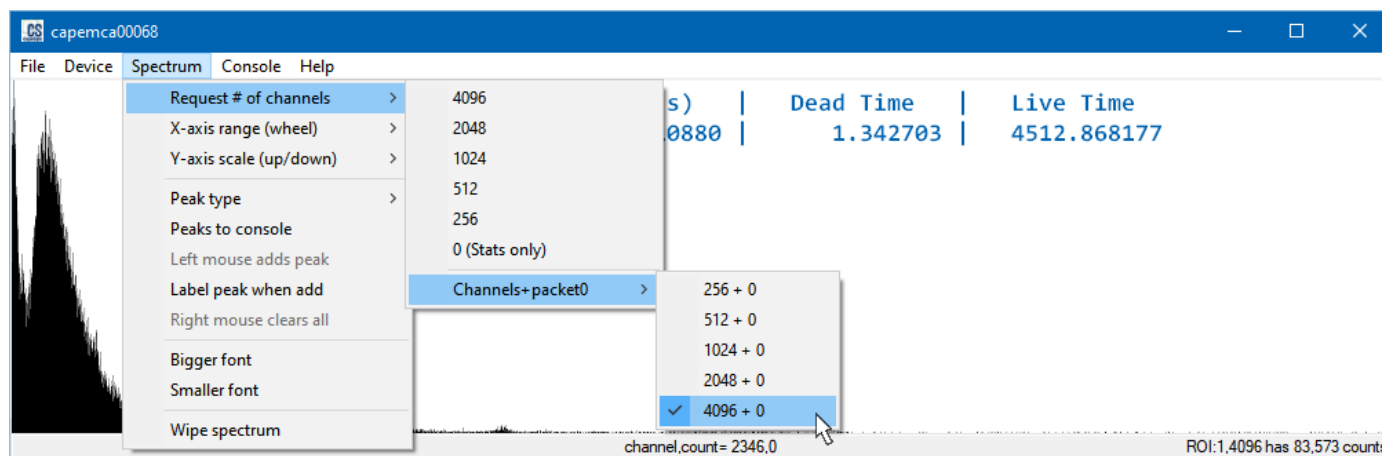 CS capemca00068
File Device Spectrum Console Help
s) | Dead Time | Live Time
.0880 | 1.342703 | 4512.868177
Request # of channels >
X-axis range (wheel) >
Y-axis scale (up/down) >
Peak type >
Peaks to console
Left mouse adds peak
Label peak when add
Right mouse clears all
Bigger font
Smaller font
Wipe spectrum
4096
2048
1024
512
256
0 (Stats only)
Channels+packet0 >
256 + 0
512 + 0
1024 + 0
2048 + 0
4096 + 0
channel,count= 2346,0
ROI:1,4096 has 83,573 counts